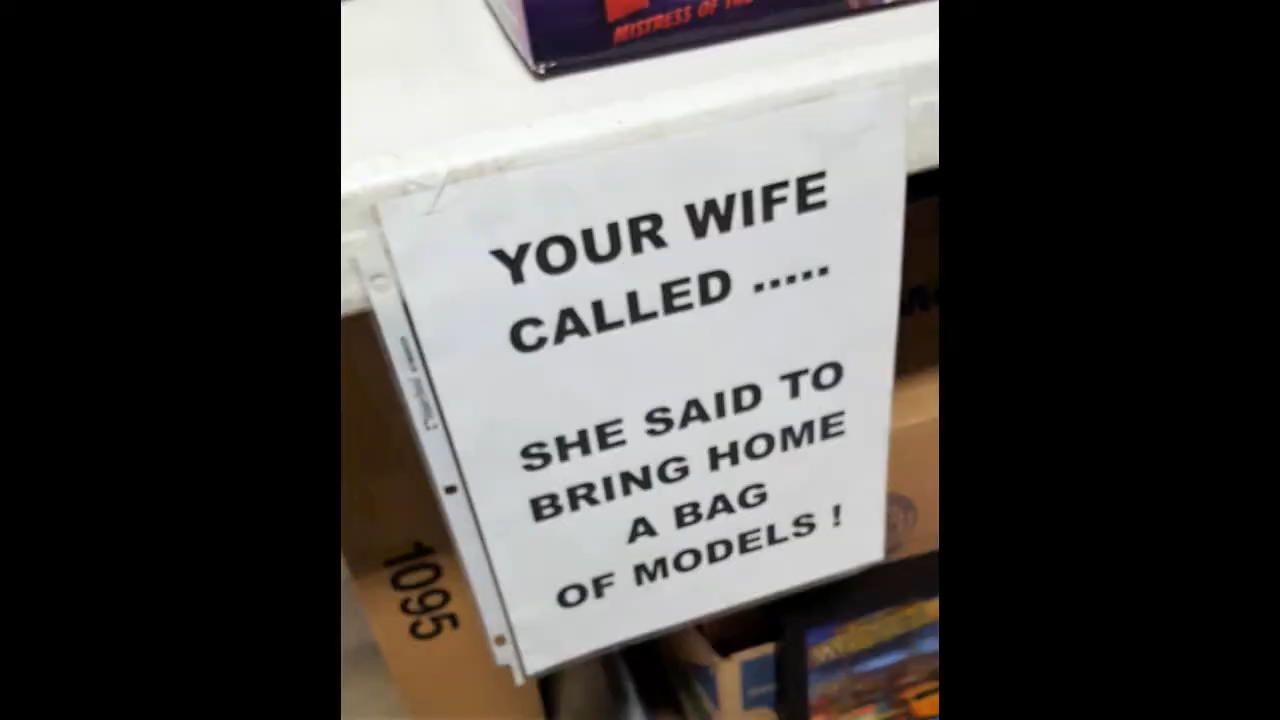 MISTRESS OF THE
YOUR WIFE
CALLED .....
SHE SAID TO
BRING HOME
A BAG
OF MODELS !
1095